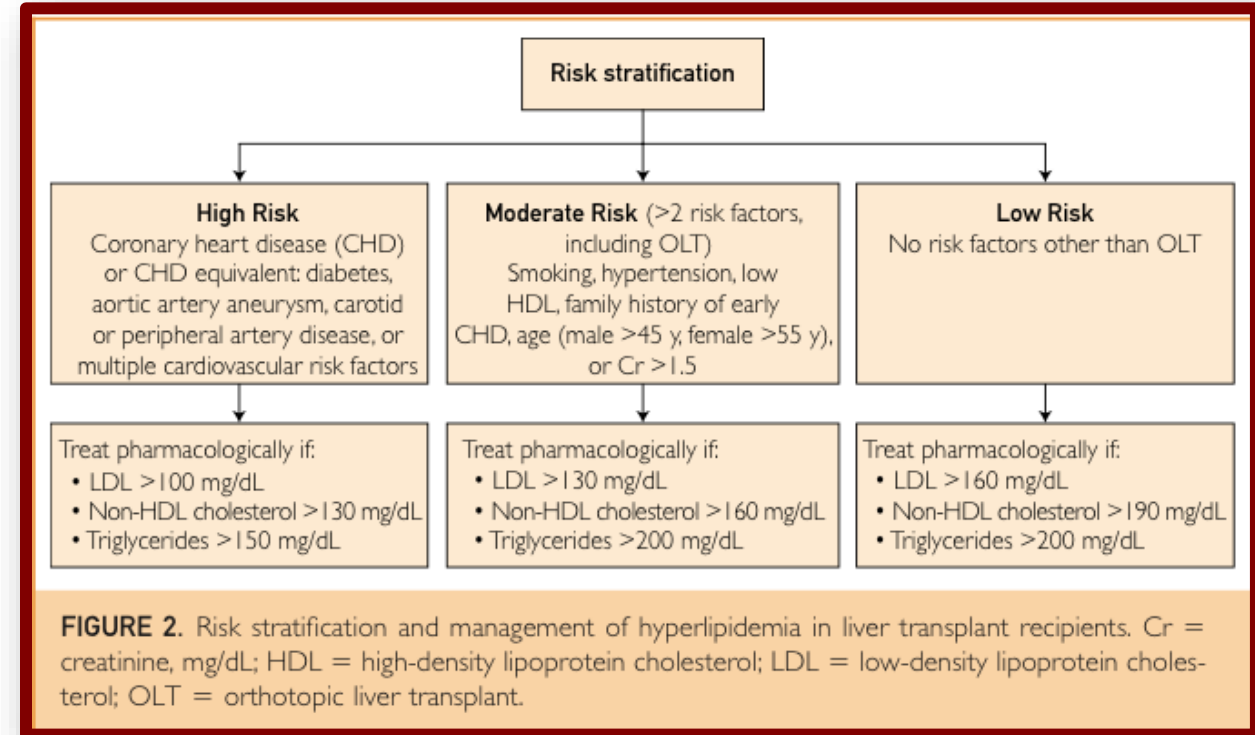 Risk stratification
High Risk
Coronary heart disease (CHD)
or CHD equivalent: diabetes,
aortic artery aneurysm, carotid
or peripheral artery disease, or
multiple cardiovascular risk factors
Moderate Risk (>2 risk factors,
including OLT)
Smoking, hypertension, low
HDL, family history of early
CHD, age (male >45 y, female >55 y),
or Cr >1.5
Low Risk
No risk factors other than OLT
Treat pharmacologically if:
• LDL >100 mg/dL
• Non-HDL cholesterol >130 mg/dL
• Triglycerides >150 mg/dL
Treat pharmacologically if:
• LDL >130 mg/dL
• Non-HDL cholesterol >160 mg/dL
• Triglycerides >200 mg/dL
Treat pharmacologically if:
• LDL >160 mg/dL
• Non-HDL cholesterol >190 mg/dL
• Triglycerides >200 mg/dL
FIGURE 2. Risk stratification and management of hyperlipidemia in liver transplant recipients. Cr =
creatinine, mg/dL; HDL = high-density lipoprotein cholesterol; LDL = low-density lipoprotein choles-
terol; OLT = orthotopic liver transplant.